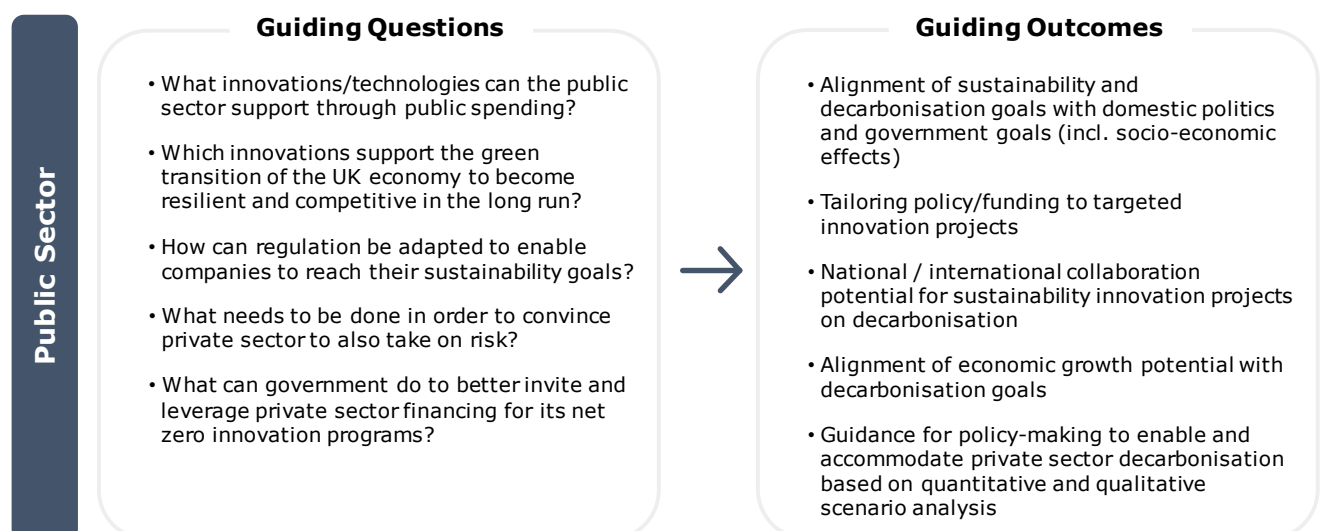 Public Sector
Guiding Questions
• What innovations/technologies can the public
sector support through public spending?
• Which innovations support the green
transition of the UK economy to become
resilient and competitive in the long run?
• How can regulation be adapted to enable
companies to reach their sustainability goals?
• What needs to be done in order to convince
private sector to also take on risk?
• What can government do to better invite and
leverage private sector financing for its net
zero innovation programs?
Guiding Outcomes
• Alignment of sustainability and
decarbonisation goals with domestic politics
and government goals (incl. socio-economic
effects)
• Tailoring policy/funding to targeted
innovation projects
• National / international collaboration
potential for sustainability innovation projects
on decarbonisation
• Alignment of economic growth potential with
decarbonisation goals
• Guidance for policy-making to enable and
accommodate private sector decarbonisation
based on quantitative and qualitative
scenario analysis